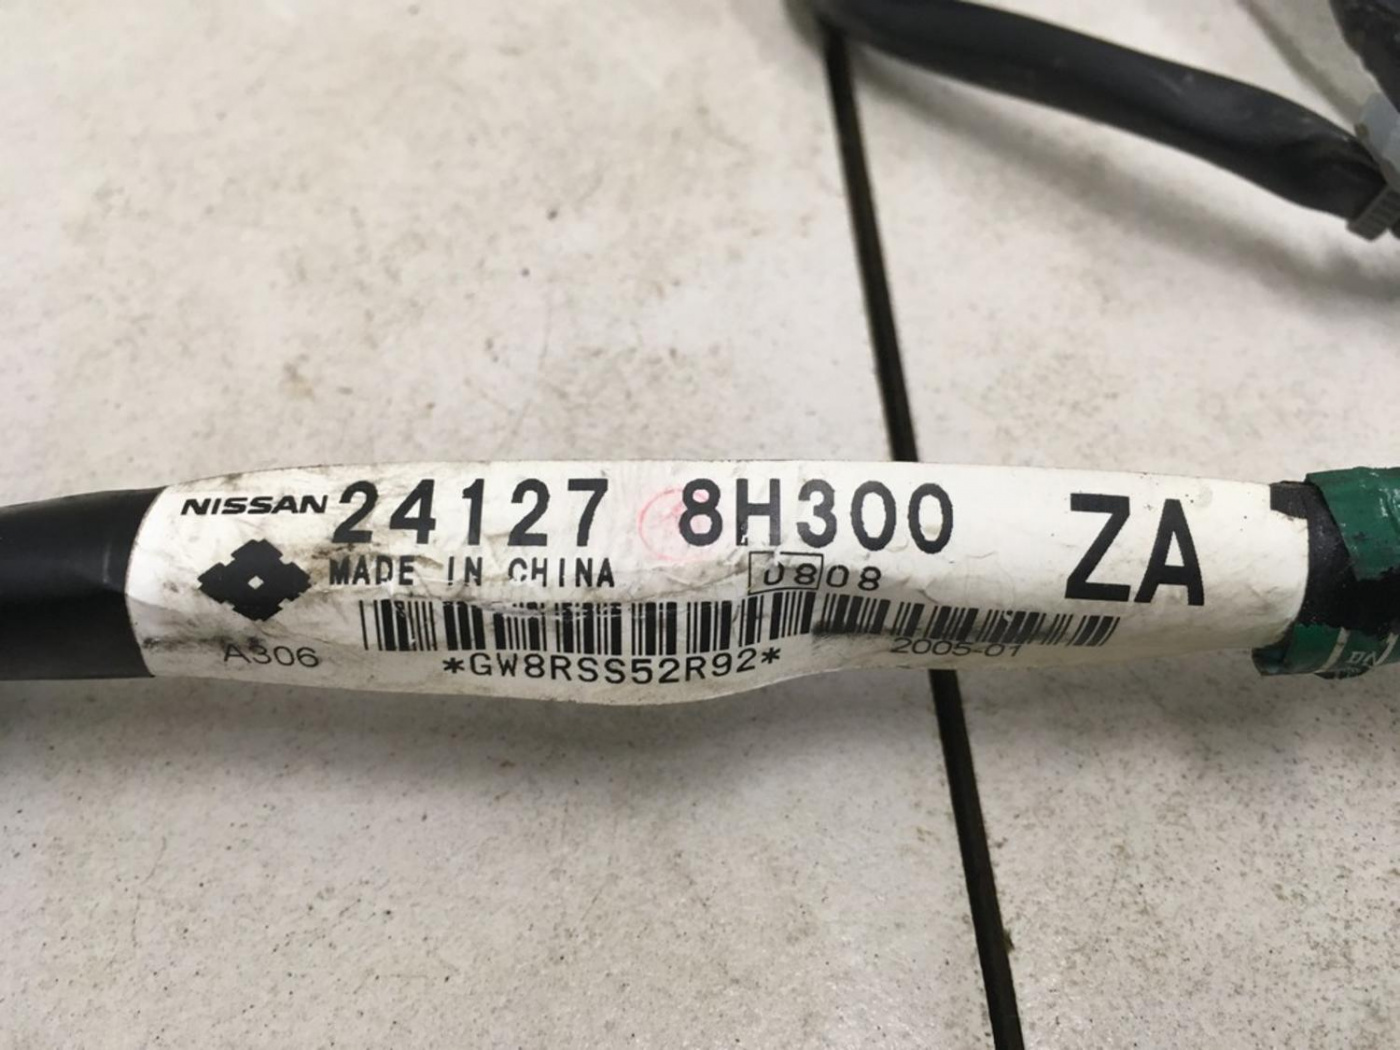 NISSAN 24127 8H300 ZA
MADE IN CHINA 0808
A306 *GW8RSS52R92* 2005-01